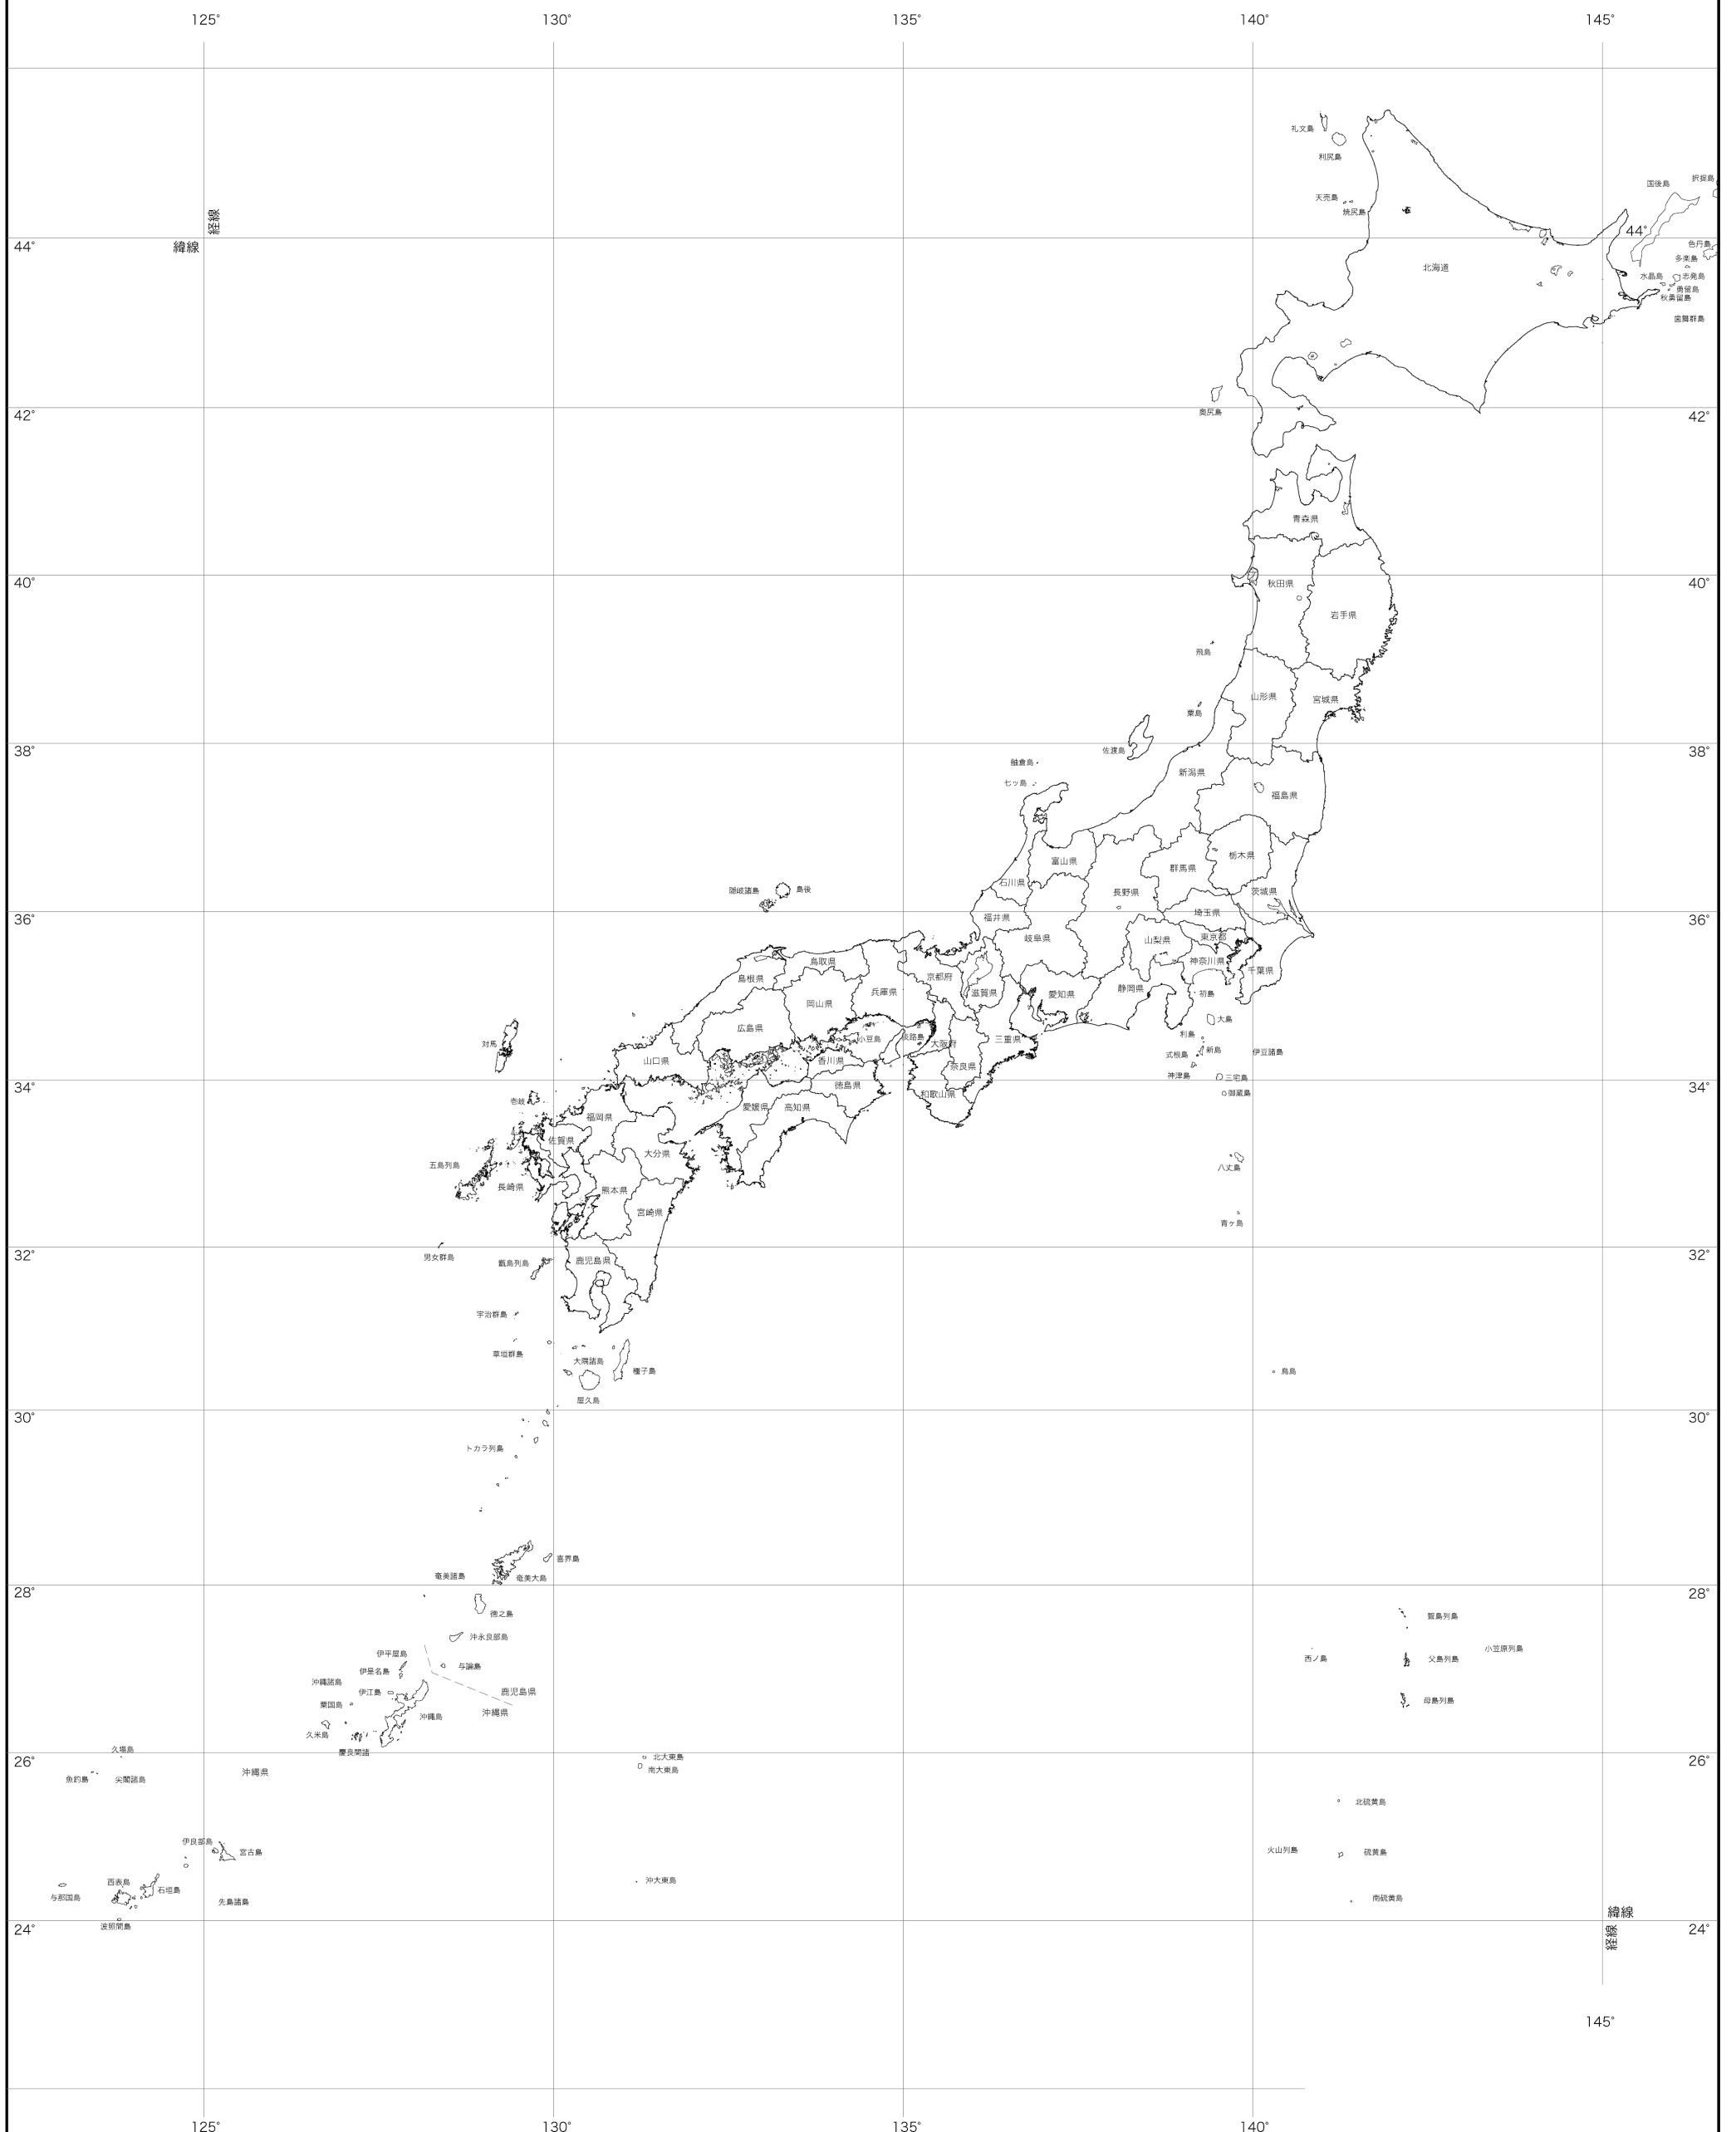 125°
130°
135°
140°
145°
礼文島
利尻島
国後島
択捉島
天売島
焼尻島
経線
緯線
44°
44°
北海道
色丹島
多楽島
水晶島
志発島
勇留島
秋勇留島
歯舞群島
奥尻島
42°
42°
青森県
40°
40°
秋田県
岩手県
飛島
山形県
宮城県
粟島
佐渡島
38°
38°
舳倉島
七ッ島
新潟県
福島県
栃木県
富山県
群馬県
石川県
長野県
茨城県
隠岐諸島
島後
36°
36°
福井県
埼玉県
岐阜県
山梨県
東京都
鳥取県
神奈川県
千葉県
島根県
京都府
兵庫県
滋賀県
愛知県
静岡県
初島
岡山県
大島
広島県
利島
小豆島
淡路島
大阪府
三重県
対馬
新島
式根島
伊豆諸島
山口県
香川県
奈良県
神津島
三宅島
34°
34°
徳島県
和歌山県
御蔵島
壱岐
愛媛県
高知県
福岡県
佐賀県
大分県
五島列島
八丈島
長崎県
熊本県
宮崎県
青ヶ島
32°
32°
男女群島
甑島列島
鹿児島県
宇治群島
草垣群島
大隅諸島
種子島
鳥島
屋久島
30°
30°
トカラ列島
喜界島
奄美諸島
奄美大島
28°
28°
徳之島
聟島列島
沖永良部島
小笠原列島
伊平屋島
西ノ島
父島列島
与論島
伊是名島
沖縄諸島
伊江島
鹿児島県
粟国島
母島列島
沖縄県
沖縄島
久米島
慶良間諸
久場島
26°
26°
北大東島
南大東島
沖縄県
魚釣島
尖閣諸島
北硫黄島
伊良部島
宮古島
火山列島
硫黄島
西表島
石垣島
沖大東島
与那国島
先島諸島
南硫黄島
緯線
波照間島
24°
24°
経線
145°
125°
130°
135°
140°